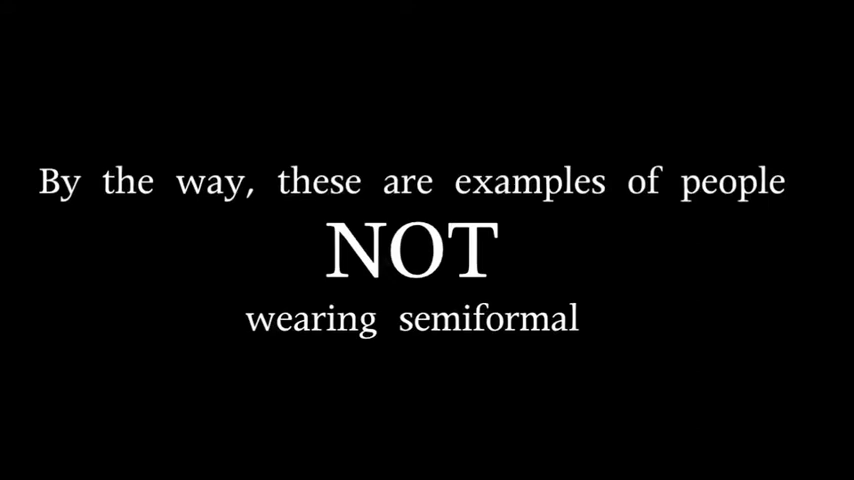 By the way, these are examples of people
NOT
wearing semiformal